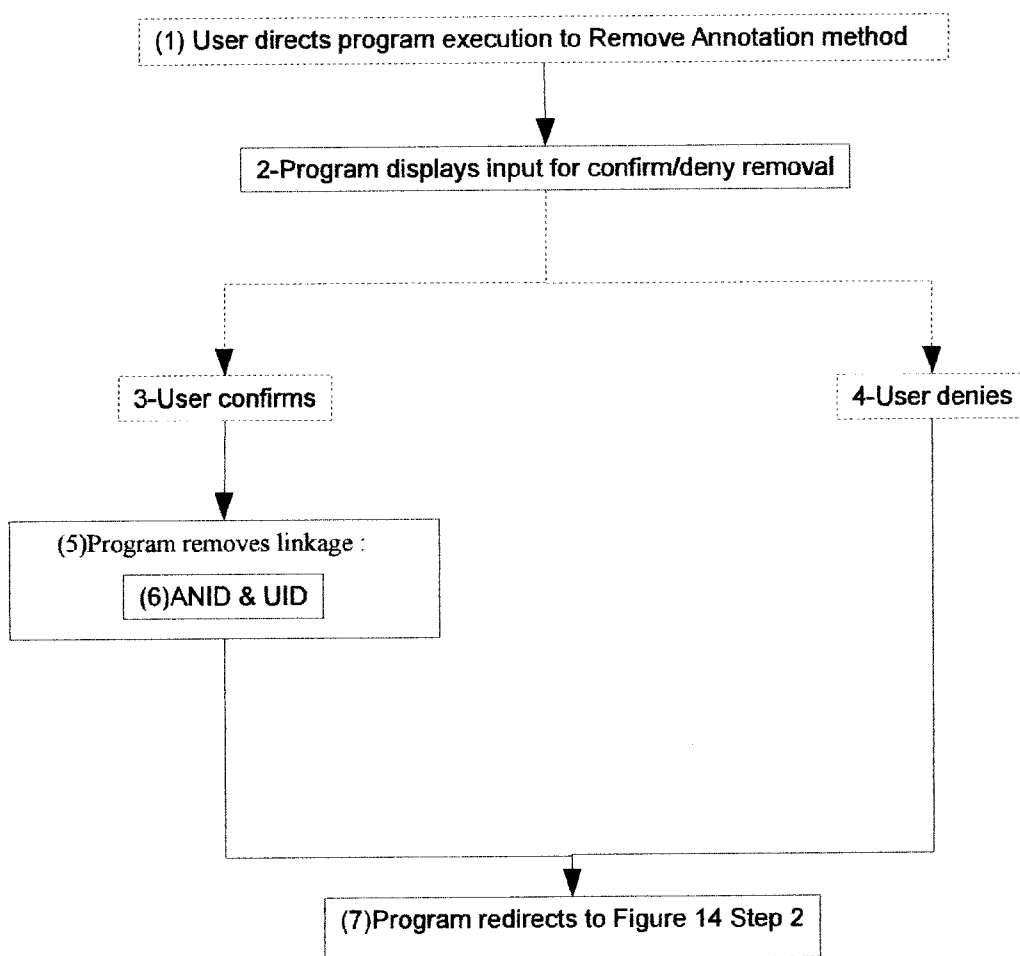 (1) User directs program execution to Remove Annotation method
2-Program displays input for confirm/deny removal
3-User confirms
4-User denies
(5)Program removes linkage :
(6)ANID & UID
(7)Program redirects to Figure 14 Step 2